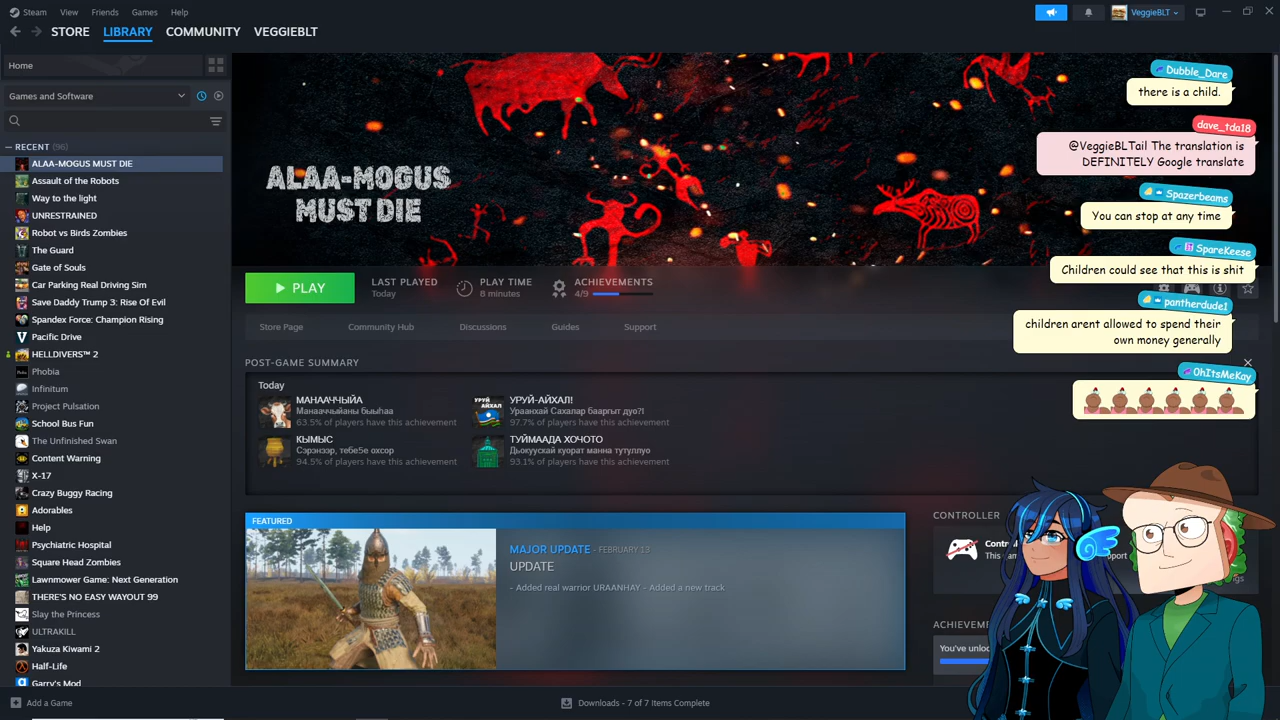 Steam
View
Friends
Games
Help
VeggieBLT
STORE
LIBRARY
COMMUNITY
VEGGIEBLT
Home
Games and Software
RECENT (96)
ALAA-MOGUS MUST DIE
Assault of the Robots
Way to the light
UNRESTRAINED
Robot vs Birds Zombies
The Guard
Gate of Souls
Car Parking Real Driving Sim
Save Daddy Trump 3: Rise Of Evil
Spandex Force: Champion Rising
Pacific Drive
HELLDIVERS™ 2
Phobia
Infinitum
Project Pulsation
School Bus Fun
The Unfinished Swan
Content Warning
X-17
Crazy Buggy Racing
Adorables
Help
Psychiatric Hospital
Square Head Zombies
Lawnmower Game: Next Generation
THERE'S NO EASY WAYOUT 99
Slay the Princess
ULTRAKILL
Yakuza Kiwami 2
Half-Life
Garry's Mod
Add a Game
ALAA-MOGUS
MUST DIE
PLAY
LAST PLAYED
Today
PLAY TIME
8 minutes
ACHIEVEMENTS
4/9
Store Page
Community Hub
Discussions
Guides
Support
POST-GAME SUMMARY
Today
МАНААЧЧЫЙА
Манааччыйаны быыһаа
63.5% of players have this achievement
УРУЙ-АЙХАЛ!
Урааҥхай Сахалар бааргыт дуо?!
97.7% of players have this achievement
КЫМЫС
Сэрэнээр, тебе5е охсор
94.5% of players have this achievement
ТУЙМААДА ХОЧОТО
Дьокуускай куорат манна тутуллуо
93.1% of players have this achievement
УРУЙ
АЙХАЛ
FEATURED
MAJOR UPDATE - FEBRUARY 13
UPDATE
- Added real warrior URAANHAY - Added a new track
CONTROLLER
This
ACHIEVEM
You've unloc
Downloads - 7 of 7 Items Complete
Dubble_Dare
there is a child.
dave_tda18
@VeggieBLTail The translation is
DEFINITELY Google translate
Spazerbeams
You can stop at any time
SpareKeese
Children could see that this is shit
pantherdude1
children arent allowed to spend their
own money generally
OhItsMeKay